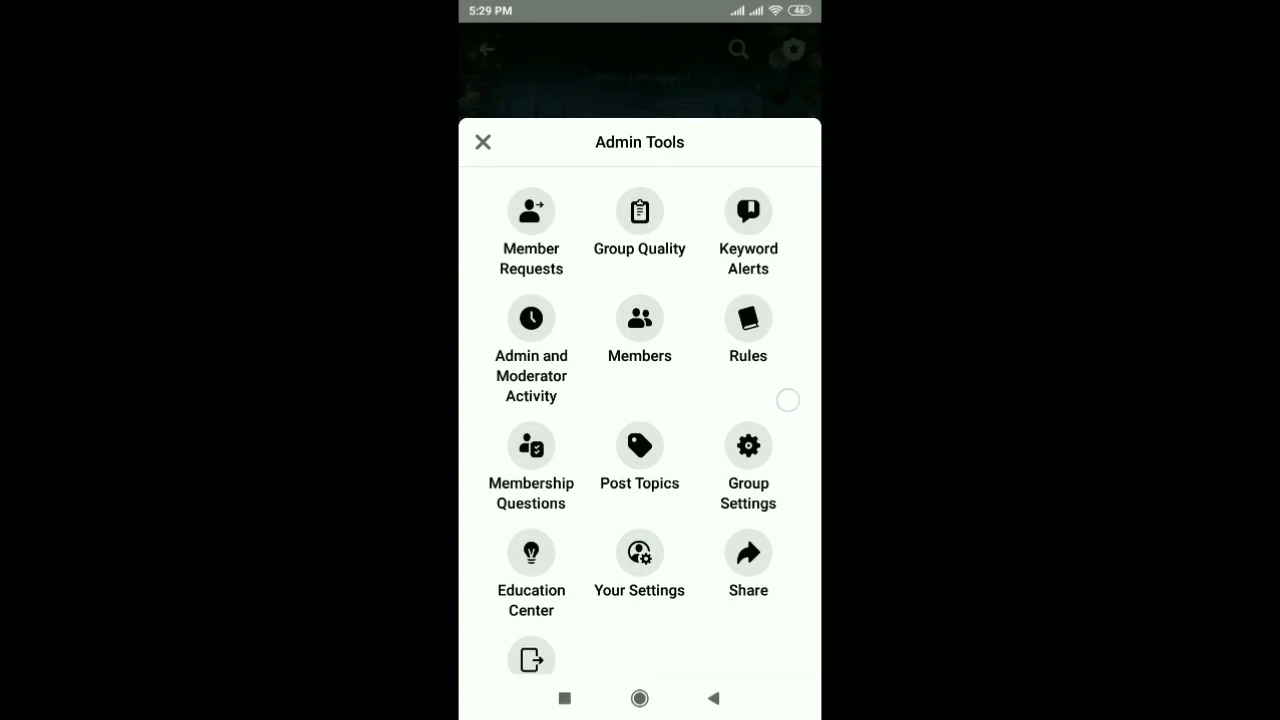 5:29 PM
46
Admin Tools
Member
Requests
Group Quality
Keyword
Alerts
Admin and
Moderator
Activity
Members
Rules
Membership
Questions
Post Topics
Group
Settings
Education
Center
Your Settings
Share